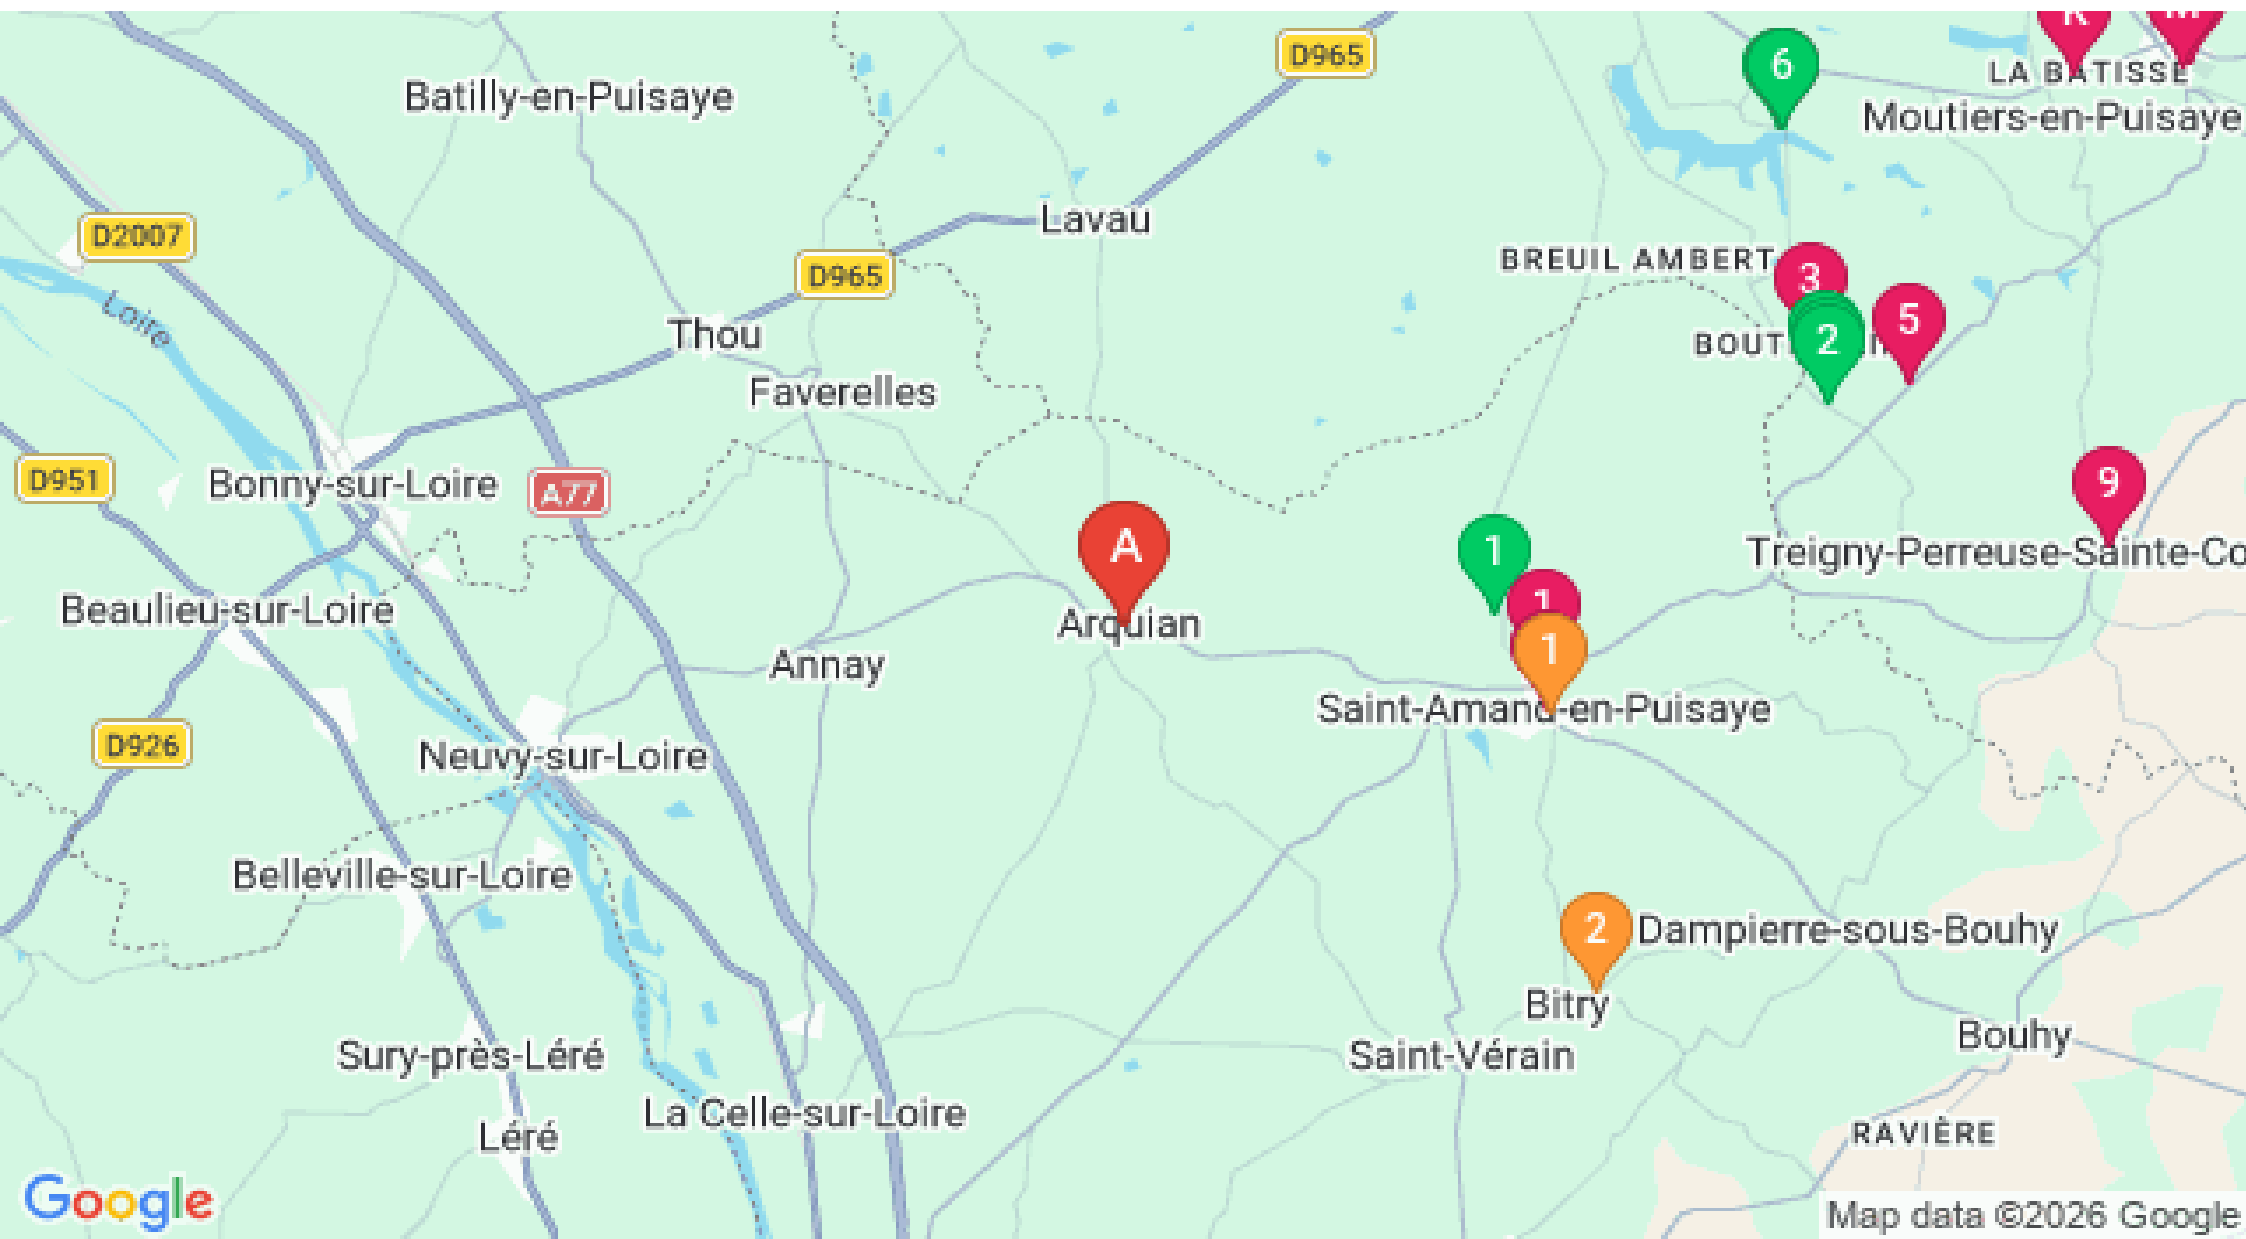 K
M
6
D965
LA BATISSE
Batilly-en-Puisaye
Moutiers-en-Puisaye
D2007
Lavau
BREUIL AMBERT
D965
3
Loire
5
Thou
2
Faverelles
D951
Bonny-sur-Loire
A77
9
A
1
Treigny-Perreuse-Sainte-Co
1
Beaulieu-sur-Loire
Arquian
1
Annay
Saint-Amand-en-Puisaye
D926
Neuvy-sur-Loire
Belleville-sur-Loire
2
Dampierre-sous-Bouhy
Bitry
Bouhy
Sury-près-Léré
Saint-Vérain
La Celle-sur-Loire
Léré
RAVIÈRE
Google
Map data ©2026 Google